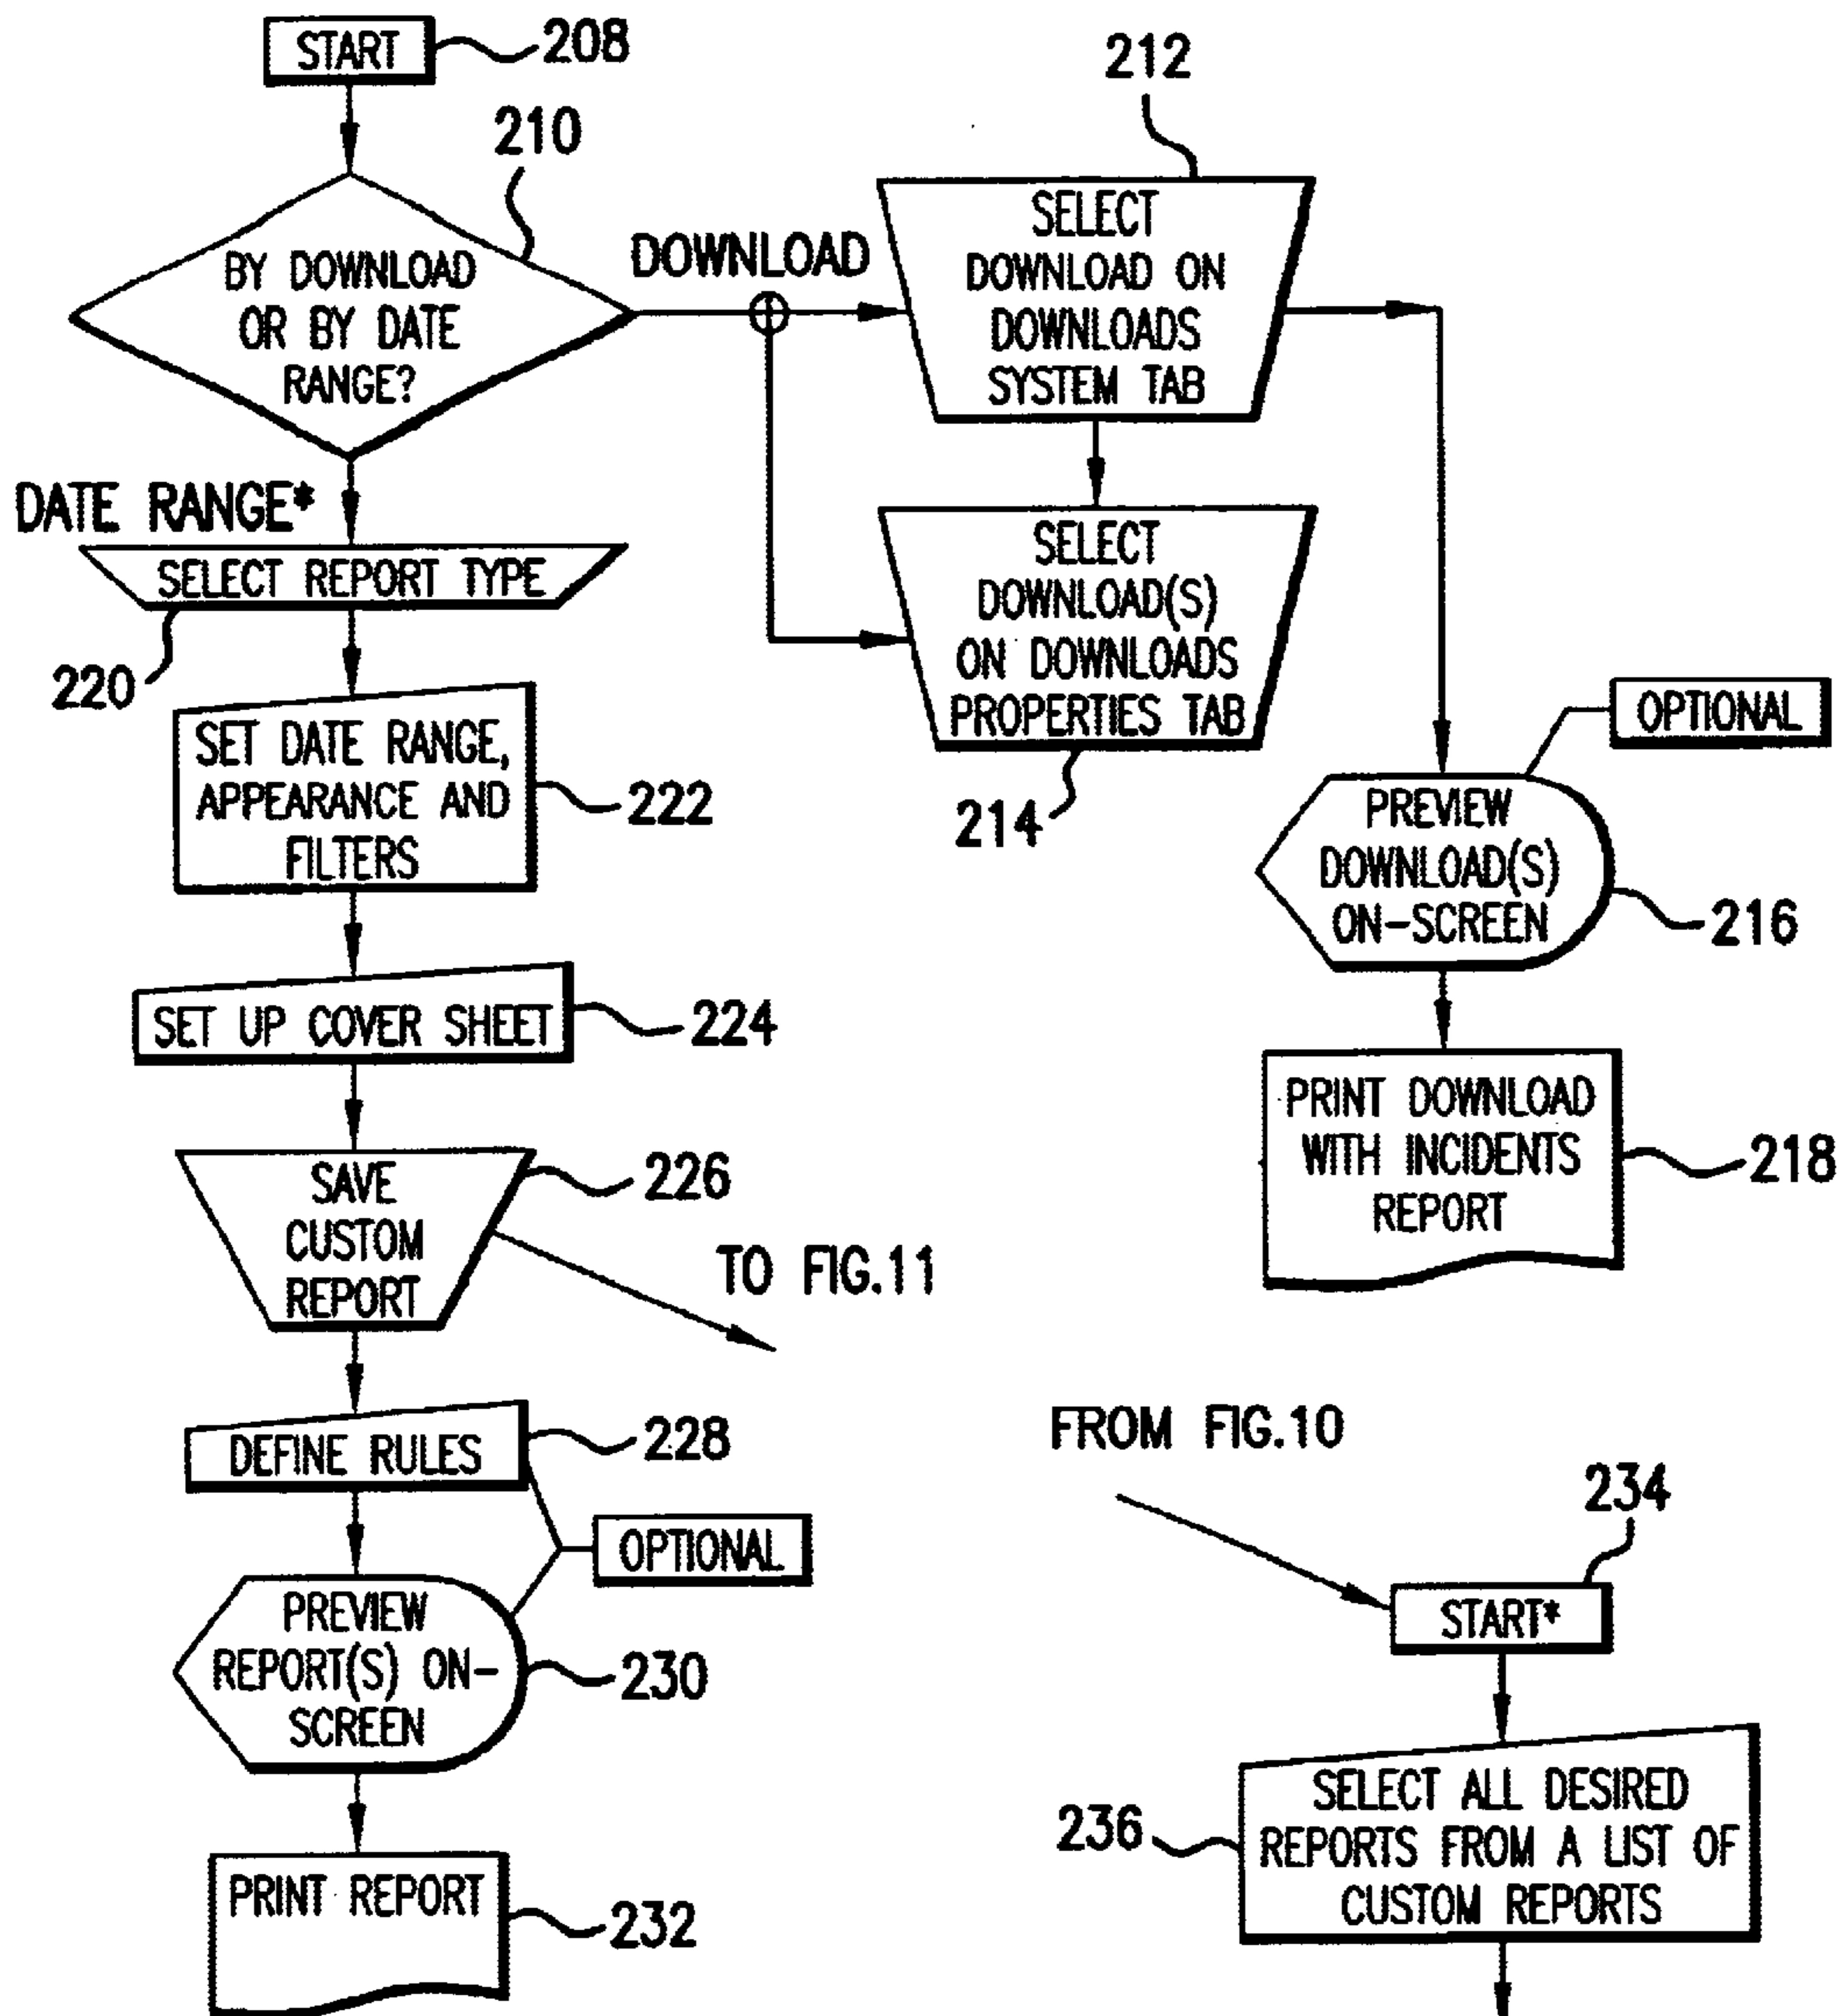 START
208
210
BY DOWNLOAD
OR BY DATE
RANGE?
DOWNLOAD
212
SELECT
DOWNLOAD ON
DOWNLOADS
SYSTEM TAB
SELECT
DOWNLOAD(S)
ON DOWNLOADS
PROPERTIES TAB
214
OPTIONAL
PREVIEW
DOWNLOAD(S)
ON-SCREEN
216
PRINT DOWNLOAD
WITH INCIDENTS
REPORT
218
DATE RANGE*
SELECT REPORT TYPE
220
SET DATE RANGE,
APPEARANCE AND
FILTERS
222
SET UP COVER SHEET
224
SAVE
CUSTOM
REPORT
226
TO FIG.11
DEFINE RULES
228
OPTIONAL
PREVIEW
REPORT(S) ON-
SCREEN
230
PRINT REPORT
232
FROM FIG.10
234
START*
236
SELECT ALL DESIRED
REPORTS FROM A LIST OF
CUSTOM REPORTS